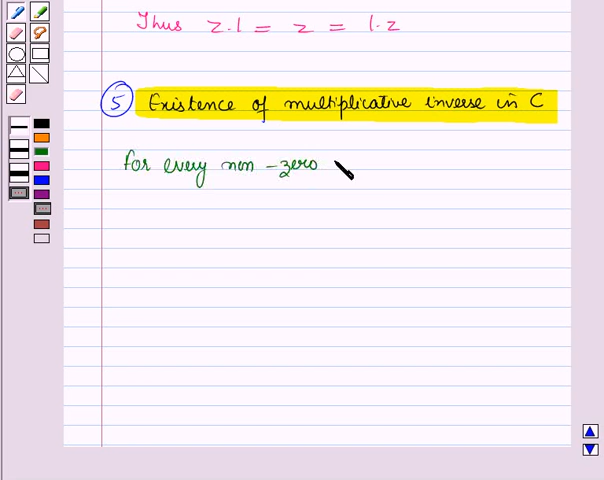 Thus z.1 = z = 1.z
5 Existence of multiplicative inverse in C
for every non-zero